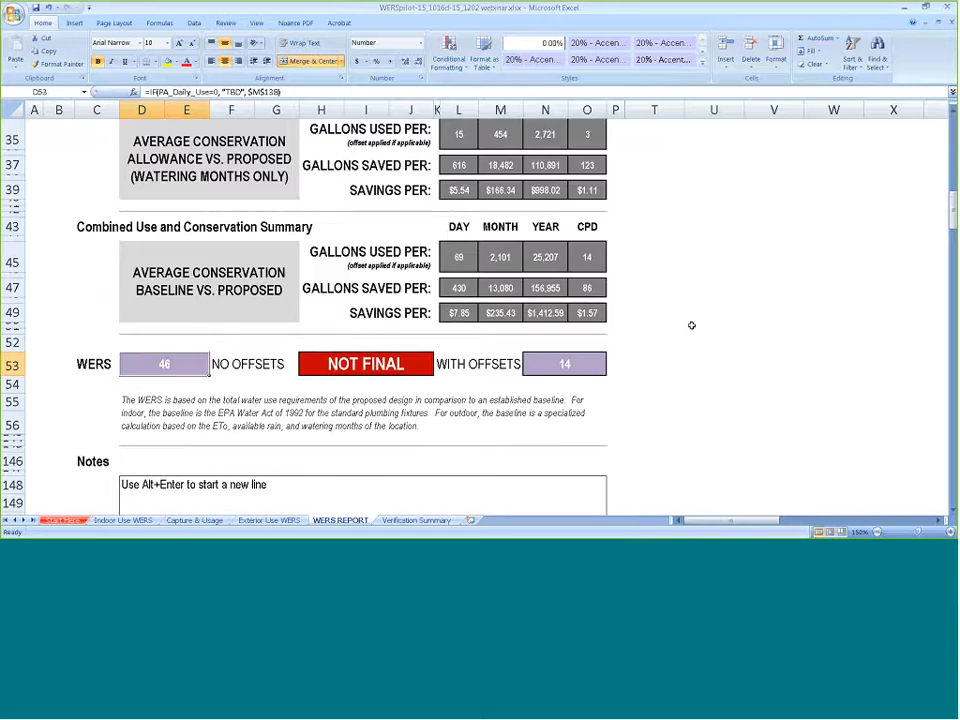 WERSpilot-15_1016d-15_1202 webinar.xlsx - Microsoft Excel
Home Insert Page Layout Formulas Data Review View Nuance PDF Acrobat
Paste
Cut
Copy
Format Painter
Clipboard
Arial Narrow 10
B I U
Font
Wrap Text
Merge & Center
Alignment
Number
$ % ,
Number
0.00% 20% - Accen... 20% - Accen...
20% - Accen... 20% - Accen... 20% - Accen...
Conditional Formatting
Format as Table
Styles
Insert Delete Format
Cells
AutoSum
Fill
Clear
Sort & Filter
Find & Select
Editing
D53 fx =IF(PA_Daily_Use=0, "TBD", $M$138)
A B C D E F G H I J K L M N O P T U V W X
35 GALLONS USED PER: 15 454 2,721 3
(offset applied if applicable)
AVERAGE CONSERVATION
ALLOWANCE VS. PROPOSED
(WATERING MONTHS ONLY)
37 GALLONS SAVED PER: 616 18,482 110,891 123
39 SAVINGS PER: $5.54 $166.34 $998.02 $1.11
43 Combined Use and Conservation Summary DAY MONTH YEAR CPD
45 GALLONS USED PER: 69 2,101 25,207 14
(offset applied if applicable)
AVERAGE CONSERVATION
BASELINE VS. PROPOSED
47 GALLONS SAVED PER: 430 13,080 156,955 86
49 SAVINGS PER: $7.85 $235.43 $1,412.59 $1.57
52
53 WERS 46 NO OFFSETS NOT FINAL WITH OFFSETS 14
54
55 The WERS is based on the total water use requirements of the proposed design in comparison to an established baseline. For
indoor, the baseline is the EPA Water Act of 1992 for the standard plumbing fixtures. For outdoor, the baseline is a specialized
56 calculation based on the ETo, available rain, and watering months of the location.
146 Notes
148 Use Alt+Enter to start a new line
149
Start Here Indoor Use WERS Capture & Usage Exterior Use WERS WERS REPORT Verification Summary
Ready 150%